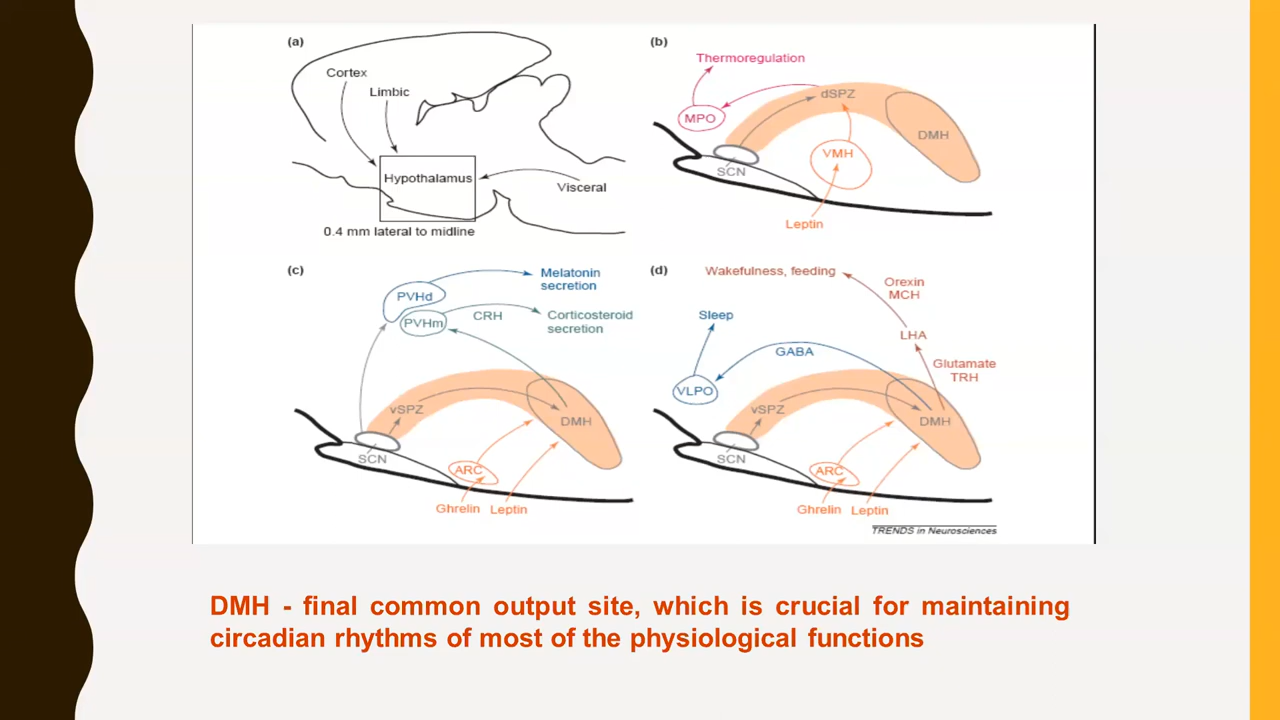 (a)
Cortex
Limbic
Hypothalamus
Visceral
0.4 mm lateral to midline
(b)
Thermoregulation
MPO
dSPZ
DMH
VMH
SCN
Leptin
(c)
Melatonin
secretion
PVHd
PVHm
CRH
Corticosteroid
secretion
vSPZ
DMH
SCN
ARC
Ghrelin Leptin
(d)
Wakefulness, feeding
Orexin
MCH
Sleep
LHA
GABA
Glutamate
TRH
VLPO
vSPZ
DMH
SCN
ARC
Ghrelin Leptin
TRENDS in Neurosciences
DMH - final common output site, which is crucial for maintaining
circadian rhythms of most of the physiological functions